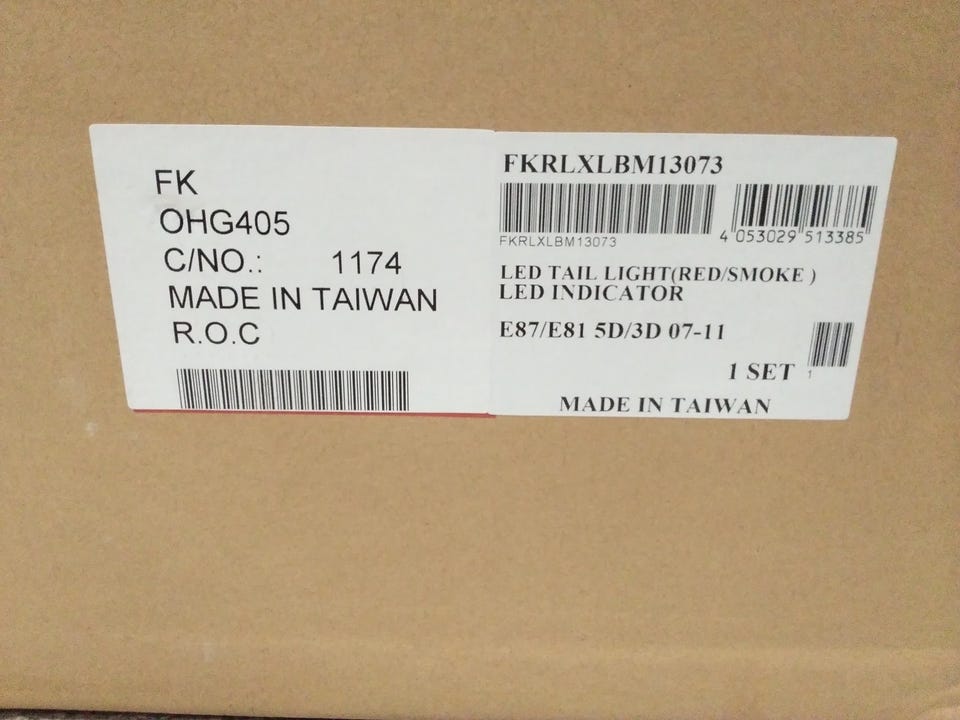 FK
OHG405
C/NO.: 1174
MADE IN TAIWAN
R.O.C
FKRLXLBM13073
FKRLXLBM13073
4 053029 513385
LED TAIL LIGHT(RED/SMOKE )
LED INDICATOR
E87/E81 5D/3D 07-11
1 SET
1
MADE IN TAIWAN